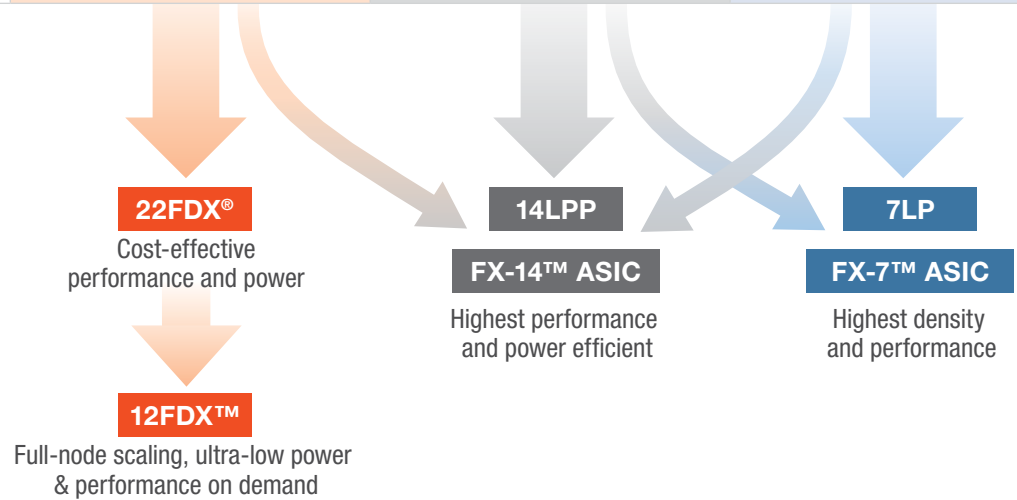 22FDX®
Cost-effective
performance and power
12FDX™
Full-node scaling, ultra-low power
& performance on demand
14LPP
FX-14™ ASIC
Highest performance
and power efficient
7LP
FX-7™ ASIC
Highest density
and performance